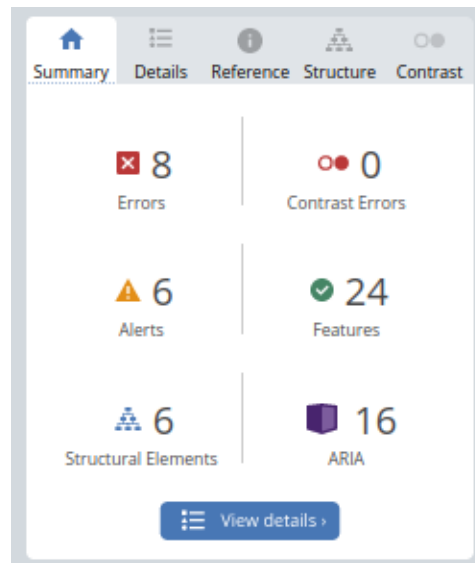 Summary Details Reference Structure Contrast
8 0
Errors Contrast Errors
6 24
Alerts Features
6 16
Structural Elements ARIA
View details ›